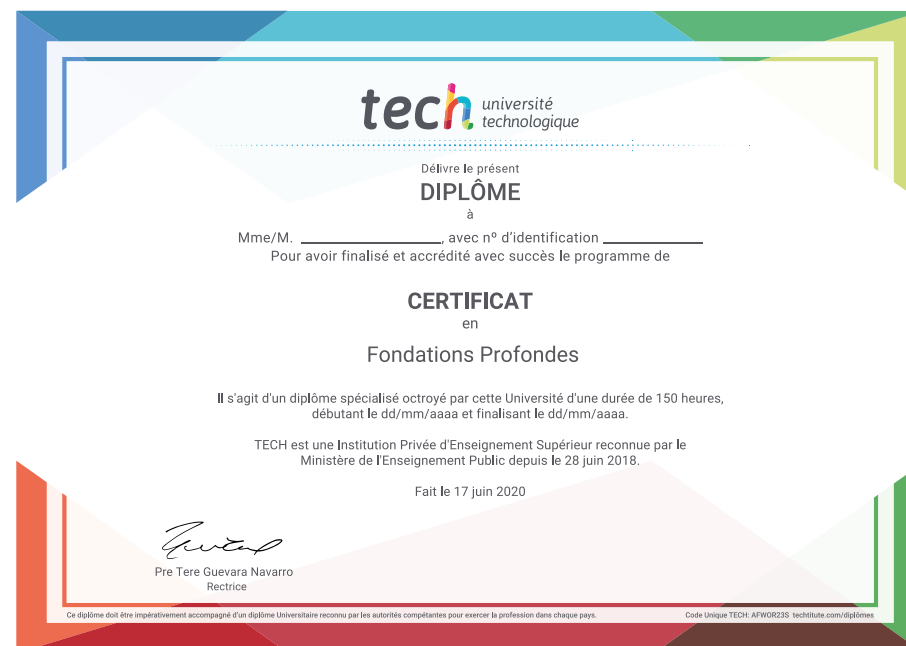 tech université
technologique
Délivre le présent
DIPLÔME
à
Mme/M. ____________________, avec nº d'identification ______________
Pour avoir finalisé et accrédité avec succès le programme de
CERTIFICAT
en
Fondations Profondes
Il s'agit d'un diplôme spécialisé octroyé par cette Université d'une durée de 150 heures,
débutant le dd/mm/aaaa et finalisant le dd/mm/aaaa.
TECH est une Institution Privée d'Enseignement Supérieur reconnue par le
Ministère de l'Enseignement Public depuis le 28 juin 2018.
Fait le 17 juin 2020
Pre Tere Guevara Navarro
Rectrice
Ce diplôme doit être impérativement accompagné d'un diplôme Universitaire reconnu par les autorités compétantes pour exercer la profession dans chaque pays. Code Unique TECH: AFWOR23S techtitute.com/diplômes